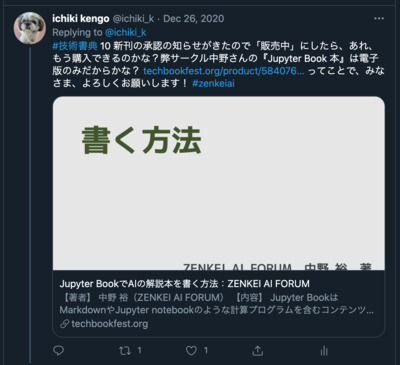 ichiki kengo @ichiki_k · Dec 26, 2020
Replying to @ichiki_k
#技術書典 10 新刊の承認の知らせがきたので「販売中」にしたら、あれ、
もう購入できるのかな？弊サークル中野さんの『Jupyter Book 本』は電子
版のみだからかな？ techbookfest.org/product/584076... ってことで、みな
さま、よろしくお願いします！ #zenkeiai
書く方法
ZENKEI AI FORUM 中野 裕 著
Jupyter BookでAIの解説本を書く方法：ZENKEI AI FORUM
【著者】 中野 裕（ZENKEI AI FORUM） 【内容】 Jupyter Bookは
MarkdownやJupyter notebookのような計算プログラムを含むコンテンツ...
techbookfest.org
1
1